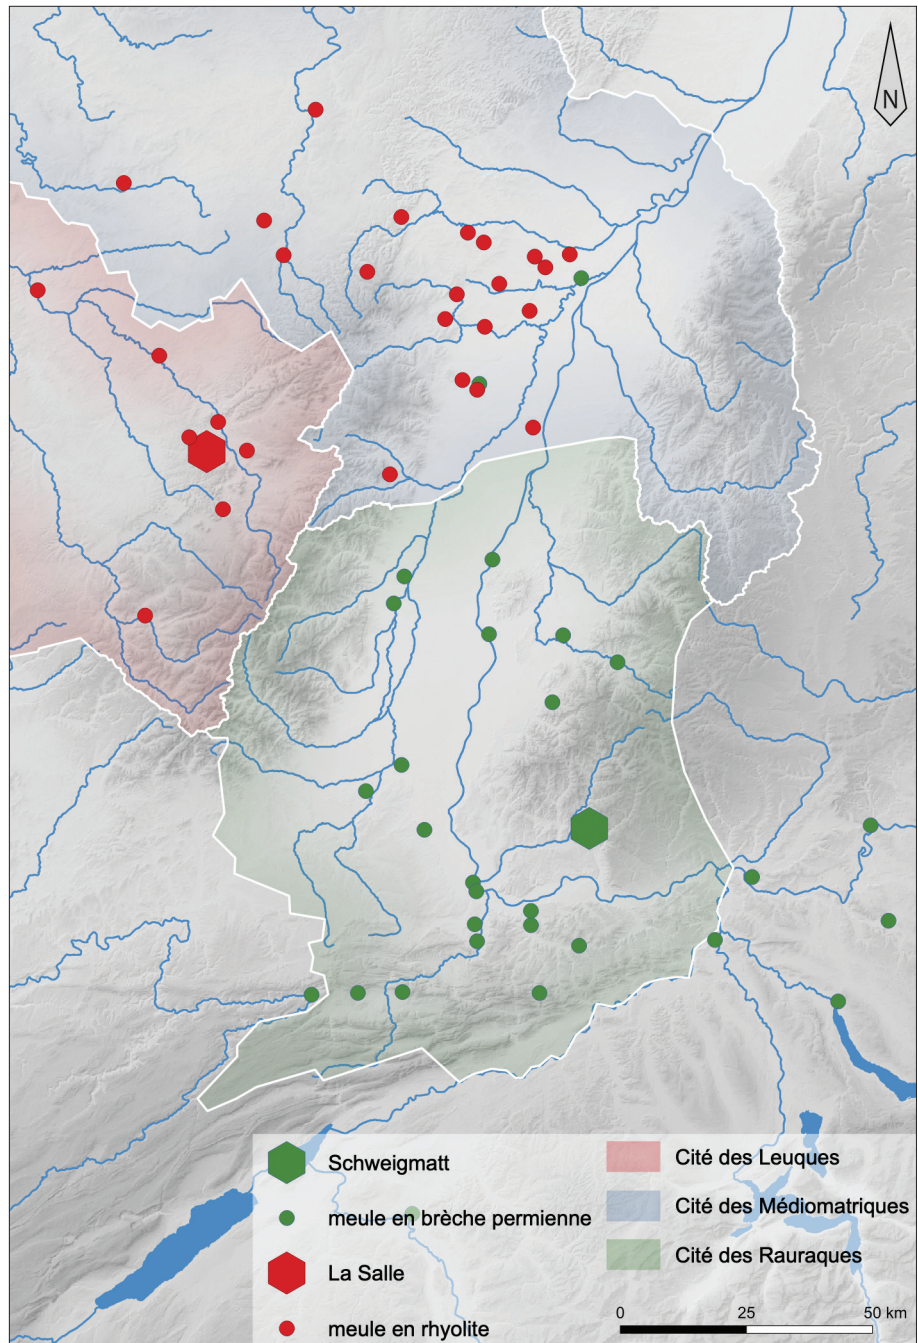 N
Schweigmatt
meule en brèche permienne
La Salle
meule en rhyolite
Cité des Leuques
Cité des Médiomatriques
Cité des Rauraques
0 25 50 km